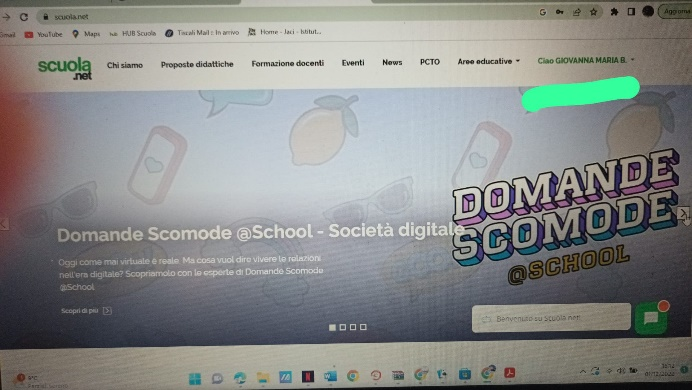 scuola.net
Aggiorna
Gmail YouTube Maps HUB Scuola Tiscali Mail :: In arrivo Home - Jaci - Istitut...
scuola
.net
Chi siamo Proposte didattiche Formazione docenti Eventi News PCTO Aree educative Ciao GIOVANNA MARIA B.
DOMANDE
SCOMODE
@SCHOOL
Domande Scomode @School - Società digitale
Oggi come mai virtuale è reale. Ma cosa vuol dire vivere le relazioni
nell'era digitale? Scopriamolo con le esperte di Domande Scomode
@School
Scopri di più
Benvenuto su Scuola.net!